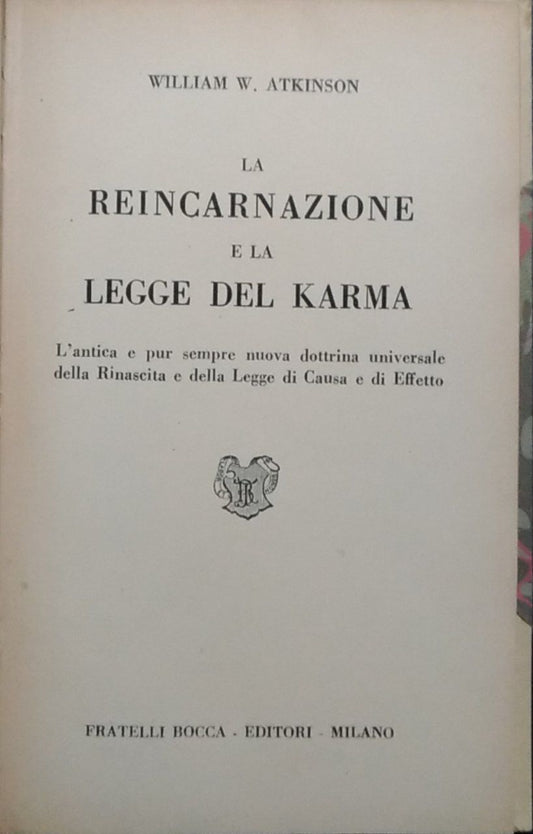 WILLIAM W. ATKINSON
LA
REINCARNAZIONE
E LA
LEGGE DEL KARMA
L'antica e pur sempre nuova dottrina universale
della Rinascita e della Legge di Causa e di Effetto
FRATELLI BOCCA - EDITORI - MILANO